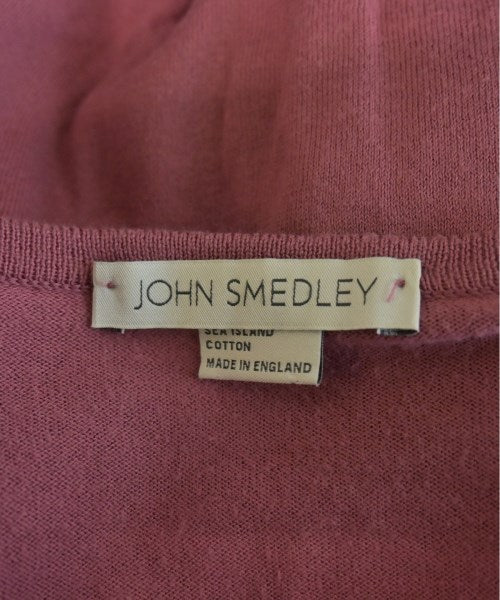 JOHN SMEDLEY
SEA ISLAND
COTTON
MADE IN ENGLAND